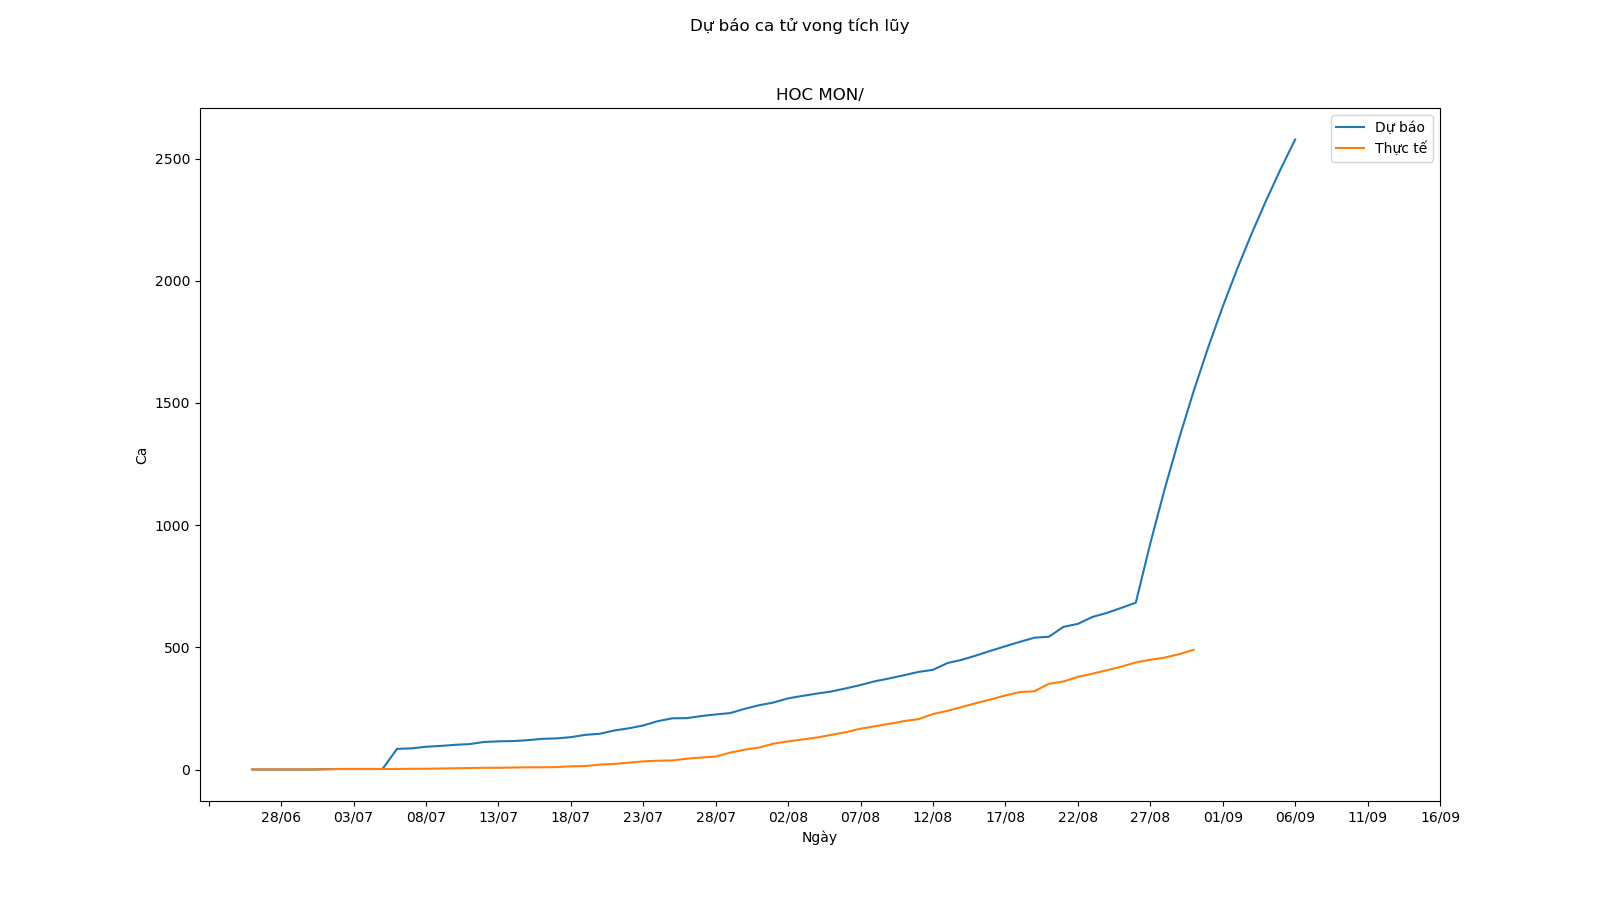 Dự báo ca tử vong tích lũy
HOC MON/
Dự báo
Thực tế
2500
2000
1500
1000
500
0
Ca
28/06 03/07 08/07 13/07 18/07 23/07 28/07 02/08 07/08 12/08 17/08 22/08 27/08 01/09 06/09 11/09 16/09
Ngày